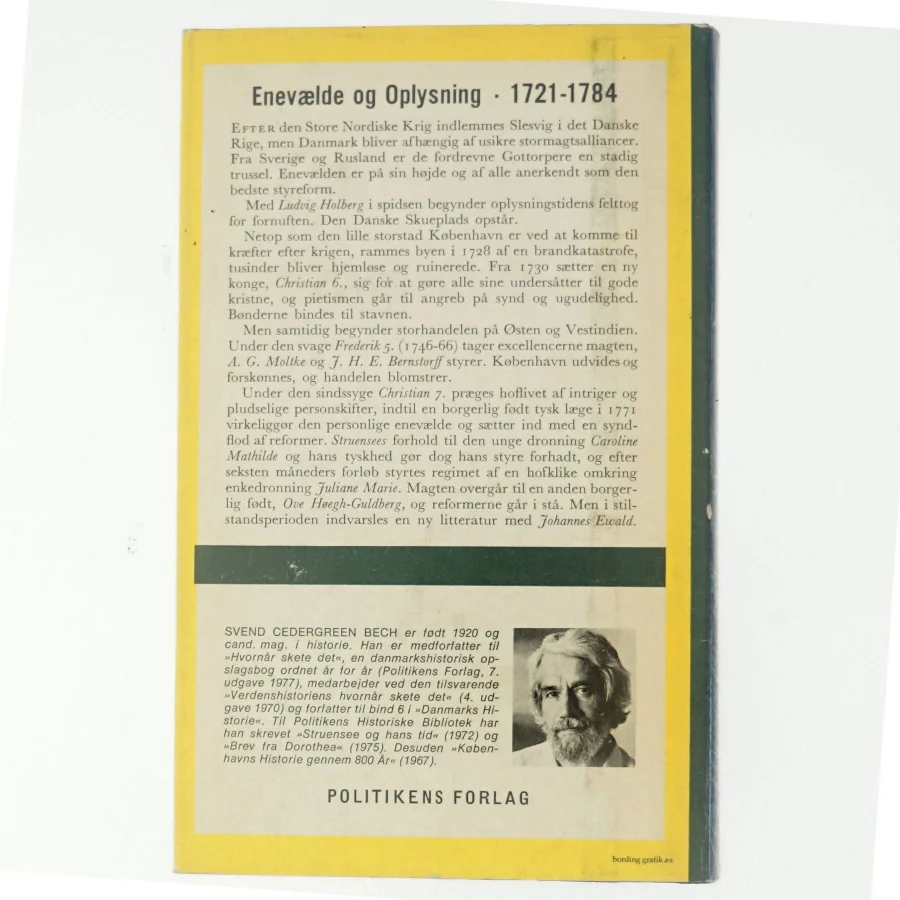 Enevælde og Oplysning · 1721-1784
EFTER den Store Nordiske Krig indlemmes Slesvig i det Danske
Rige, men Danmark bliver afhængig af usikre stormagtsalliancer.
Fra Sverige og Rusland er de fordrevne Gottorpere en stadig
trussel. Enevælden er på sin højde og af alle anerkendt som den
bedste styreform.
Med Ludvig Holberg i spidsen begynder oplysningstidens felttog
for fornuften. Den Danske Skueplads opstår.
Netop som den lille storstad København er ved at komme til
kræfter efter krigen, rammes byen i 1728 af en brandkatastrofe,
tusinder bliver hjemløse og ruinerede. Fra 1730 sætter en ny
konge, Christian 6., sig for at gøre alle sine undersåtter til gode
kristne, og pietismen går til angreb på synd og ugudelighed.
Bønderne bindes til stavnen.
Men samtidig begynder storhandelen på Østen og Vestindien.
Under den svage Frederik 5. (1746-66) tager excellencerne magten,
A. G. Moltke og J. H. E. Bernstorff styrer. København udvides og
forskønnes, og handelen blomstrer.
Under den sindssyge Christian 7. præges hoflivet af intriger og
pludselige personskifter, indtil en borgerlig født tysk læge i 1771
virkeliggør den personlige enevælde og sætter ind med en synd-
flod af reformer. Struensees forhold til den unge dronning Caroline
Mathilde og hans tyskhed gør dog hans styre forhadt, og efter
seksten måneders forløb styrtes regimet af en hofklike omkring
enkedronning Juliane Marie. Magten overgår til en anden borger-
lig født, Ove Høegh-Guldberg, og reformerne går i stå. Men i stil-
standsperioden indvarsles en ny litteratur med Johannes Ewald.
SVEND CEDERGREEN BECH er født 1920 og
cand. mag. i historie. Han er medforfatter til
»Hvornår skete det«, en danmarkshistorisk op-
slagsbog ordnet år for år (Politikens Forlag, 7.
udgave 1977), medarbejder ved den tilsvarende
»Verdenshistoriens hvornår skete det« (4. ud-
gave 1970) og forfatter til bind 6 i »Danmarks Hi-
storie«. Til Politikens Historiske Bibliotek har
han skrevet »Struensee og hans tid« (1972) og
»Brev fra Dorothea« (1975). Desuden »Køben-
havns Historie gennem 800 År« (1967).
POLITIKENS FORLAG
bording grafik a·s